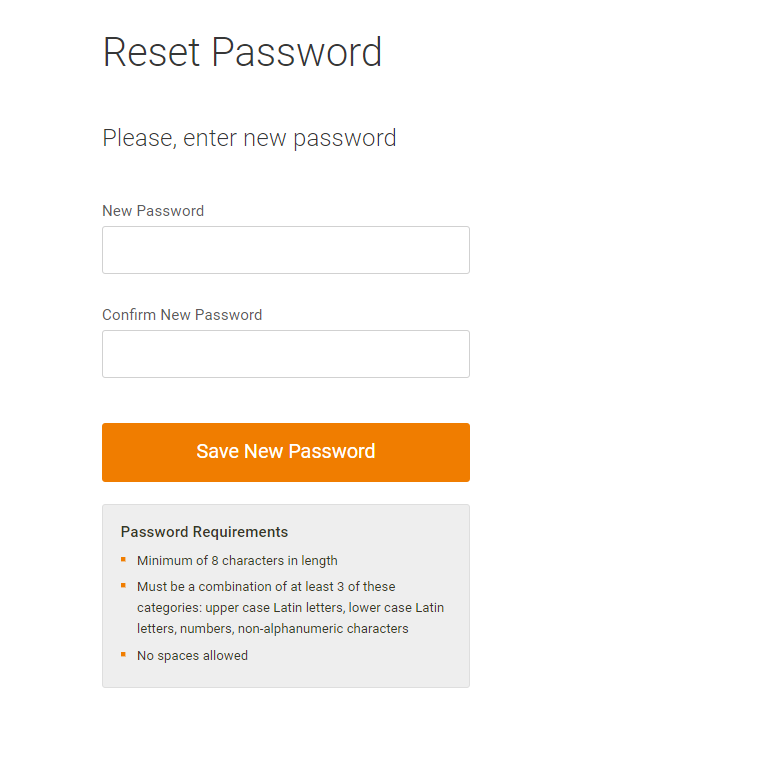 Reset Password
Please, enter new password
New Password
Confirm New Password
Save New Password
Password Requirements
Minimum of 8 characters in length
Must be a combination of at least 3 of these
categories: upper case Latin letters, lower case Latin
letters, numbers, non-alphanumeric characters
No spaces allowed